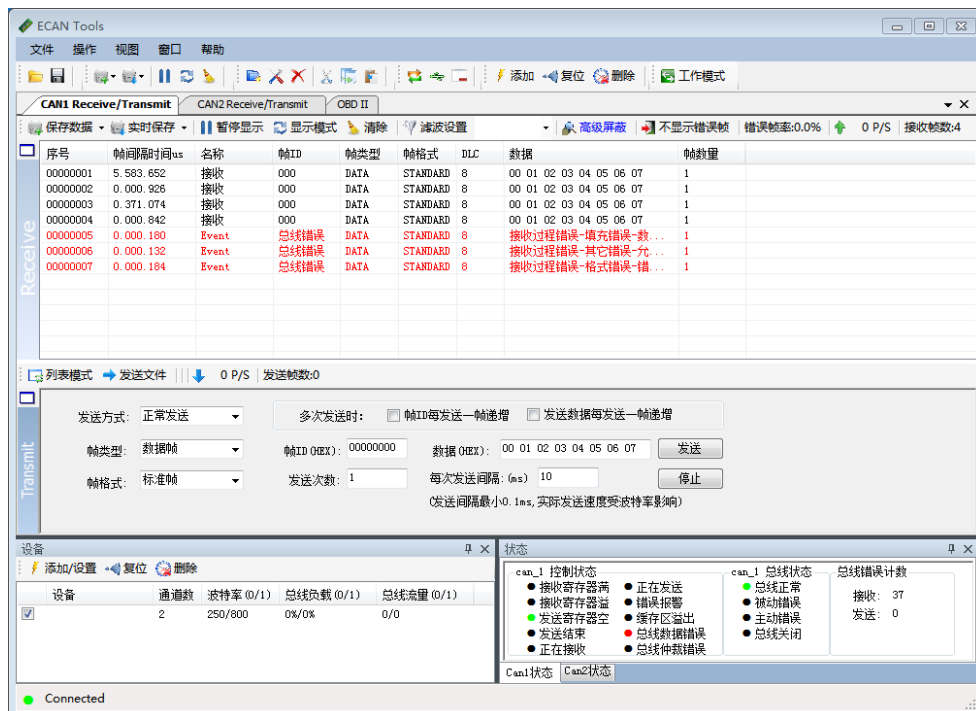 ECAN Tools
文件 操作 视图 窗口 帮助
添加 复位 删除 工作模式
CAN1 Receive/Transmit CAN2 Receive/Transmit OBD II
保存数据 实时保存 暂停显示 显示模式 清除 滤波设置 高级屏蔽 不显示错误帧 错误帧率:0.0% 0 P/S 接收帧数:4
序号 帧间隔时间us 名称 帧ID 帧类型 帧格式 DLC 数据 帧数量
00000001 5.583.652 接收 000 DATA STANDARD 8 00 01 02 03 04 05 06 07 1
00000002 0.000.926 接收 000 DATA STANDARD 8 00 01 02 03 04 05 06 07 1
00000003 0.371.074 接收 000 DATA STANDARD 8 00 01 02 03 04 05 06 07 1
00000004 0.000.842 接收 000 DATA STANDARD 8 00 01 02 03 04 05 06 07 1
00000005 0.000.180 Event 总线错误 DATA STANDARD 8 接收过程错误-填充错误-数... 1
00000006 0.000.132 Event 总线错误 DATA STANDARD 8 接收过程错误-其它错误-允... 1
00000007 0.000.184 Event 总线错误 DATA STANDARD 8 接收过程错误-格式错误-错... 1
Receive
列表模式 发送文件 0 P/S 发送帧数:0
Transmit
发送方式: 正常发送 多次发送时: 帧ID每发送一帧递增 发送数据每发送一帧递增
帧类型: 数据帧 帧ID(HEX): 00000000 数据(HEX): 00 01 02 03 04 05 06 07 发送
帧格式: 标准帧 发送次数: 1 每次发送间隔: (ms) 10 停止
(发送间隔最小0.1ms,实际发送速度受波特率影响)
设备
添加/设置 复位 删除
设备 通道数 波特率(0/1) 总线负载(0/1) 总线流量(0/1)
2 250/800 0%/0% 0/0
状态
can_1 控制状态 can_1 总线状态 总线错误计数
接收寄存器满 正在发送 总线正常 接收: 37
接收寄存器溢 错误报警 被动错误 发送: 0
发送寄存器空 缓存区溢出 主动错误
发送结束 总线数据错误 总线关闭
正在接收 总线仲裁错误
Can1状态 Can2状态
Connected